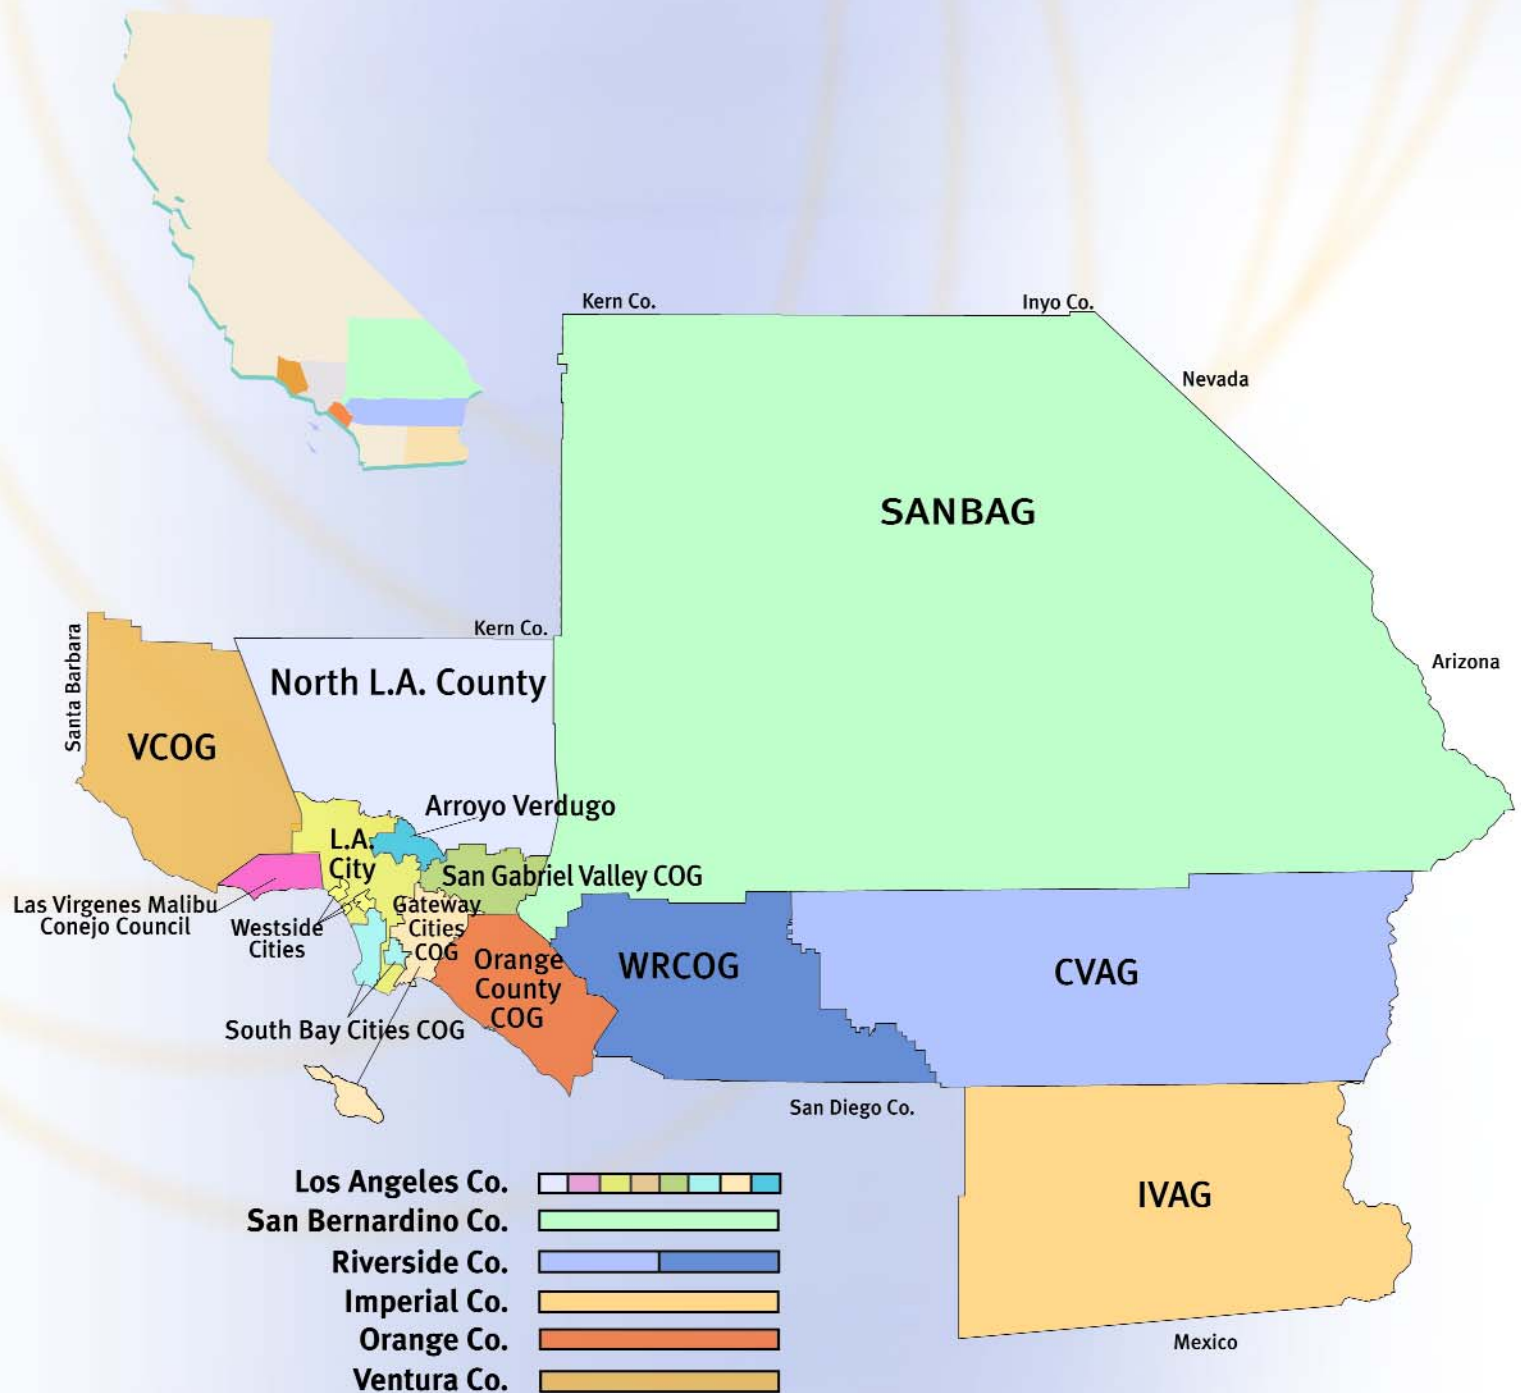 Kern Co.
Inyo Co.
Nevada
SANBAG
Santa Barbara
Kern Co.
North L.A. County
Arizona
VCOG
Arroyo Verdugo
L.A.
City
San Gabriel Valley COG
Las Virgenes Malibu
Conejo Council
Westside
Cities
Gateway
Cities
COG
Orange
County
COG
WRCOG
CVAG
South Bay Cities COG
San Diego Co.
IVAG
Mexico
Los Angeles Co.
San Bernardino Co.
Riverside Co.
Imperial Co.
Orange Co.
Ventura Co.